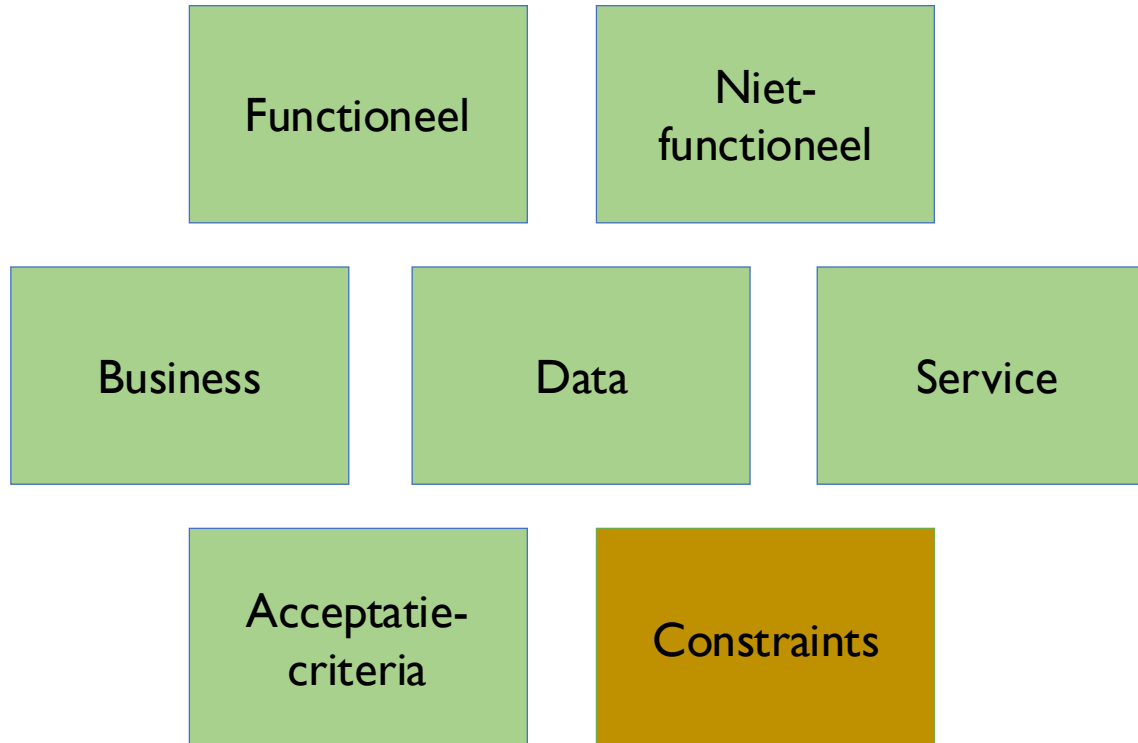 Functioneel
Niet-
functioneel
Business
Data
Service
Acceptatie-
criteria
Constraints